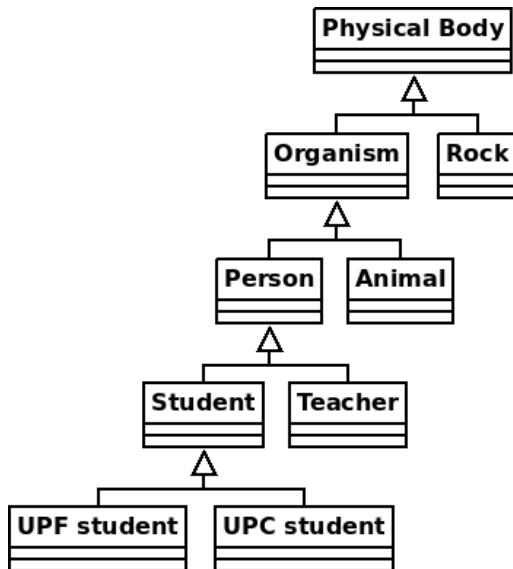 Physical Body
Organism
Rock
Person
Animal
Student
Teacher
UPF student
UPC student